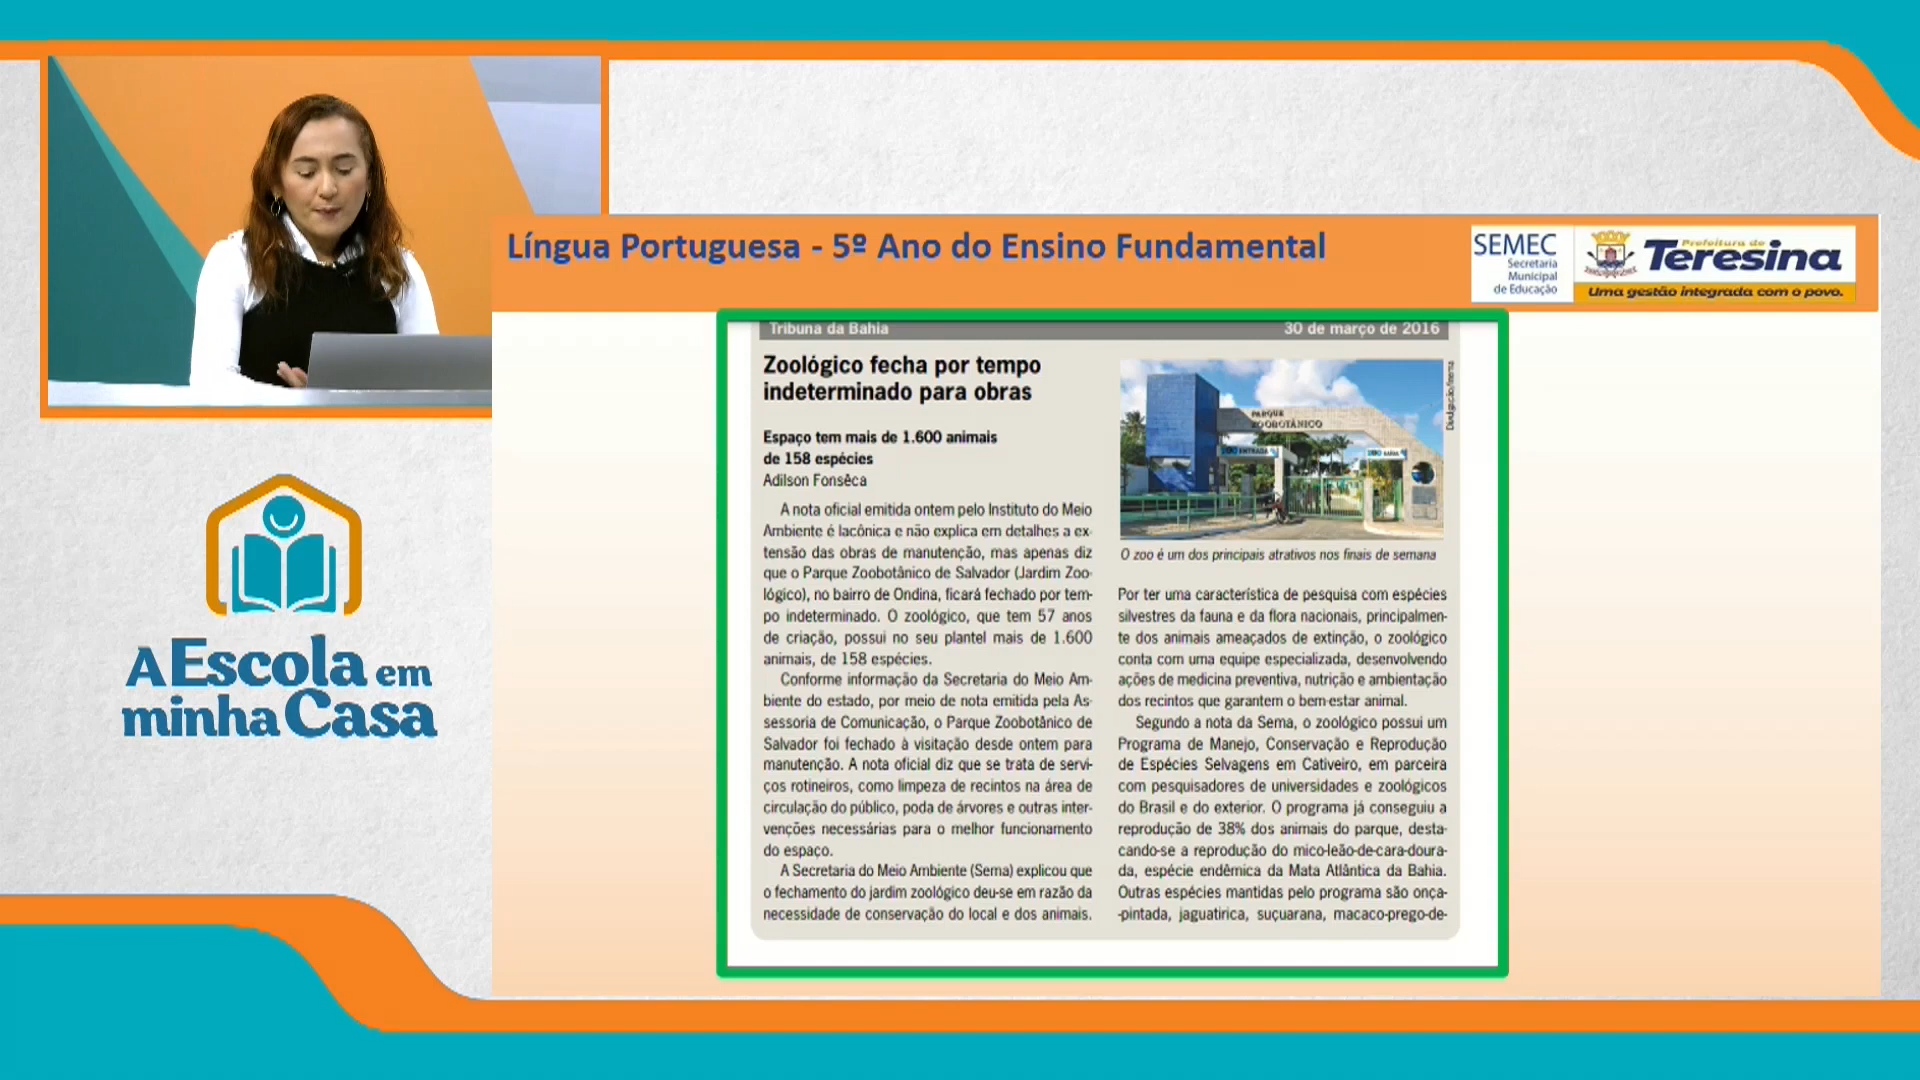 Língua Portuguesa - 5º Ano do Ensino Fundamental
SEMEC
Secretaria
Municipal
de Educação
Prefeitura de
Teresina
Uma gestão integrada com o povo.
Tribuna da Bahia
30 de março de 2016
Zoológico fecha por tempo
indeterminado para obras
Espaço tem mais de 1.600 animais
de 158 espécies
Adilson Fonsêca
A nota oficial emitida ontem pelo Instituto do Meio
Ambiente é lacônica e não explica em detalhes a ex-
tensão das obras de manutenção, mas apenas diz
que o Parque Zoobotânico de Salvador (Jardim Zoo-
lógico), no bairro de Ondina, ficará fechado por tem-
po indeterminado. O zoológico, que tem 57 anos
de criação, possui no seu plantel mais de 1.600
animais, de 158 espécies.
Conforme informação da Secretaria do Meio Am-
biente do estado, por meio de nota emitida pela As-
sessoria de Comunicação, o Parque Zoobotânico de
Salvador foi fechado à visitação desde ontem para
manutenção. A nota oficial diz que se trata de servi-
ços rotineiros, como limpeza de recintos na área de
circulação do público, poda de árvores e outras inter-
venções necessárias para o melhor funcionamento
do espaço.
A Secretaria do Meio Ambiente (Sema) explicou que
o fechamento do jardim zoológico deu-se em razão da
necessidade de conservação do local e dos animais.
PARQUE
ZOOBOTÂNICO
ENTRADA
Divulgação/Inema
O zoo é um dos principais atrativos nos finais de semana
Por ter uma característica de pesquisa com espécies
silvestres da fauna e da flora nacionais, principalmen-
te dos animais ameaçados de extinção, o zoológico
conta com uma equipe especializada, desenvolvendo
ações de medicina preventiva, nutrição e ambientação
dos recintos que garantem o bem-estar animal.
Segundo a nota da Sema, o zoológico possui um
Programa de Manejo, Conservação e Reprodução
de Espécies Selvagens em Cativeiro, em parceira
com pesquisadores de universidades e zoológicos
do Brasil e do exterior. O programa já conseguiu a
reprodução de 38% dos animais do parque, desta-
cando-se a reprodução do mico-leão-de-cara-doura-
da, espécie endêmica da Mata Atlântica da Bahia.
Outras espécies mantidas pelo programa são onça-
-pintada, jaguatirica, suçuarana, macaco-prego-de-
A Escola em
minha Casa